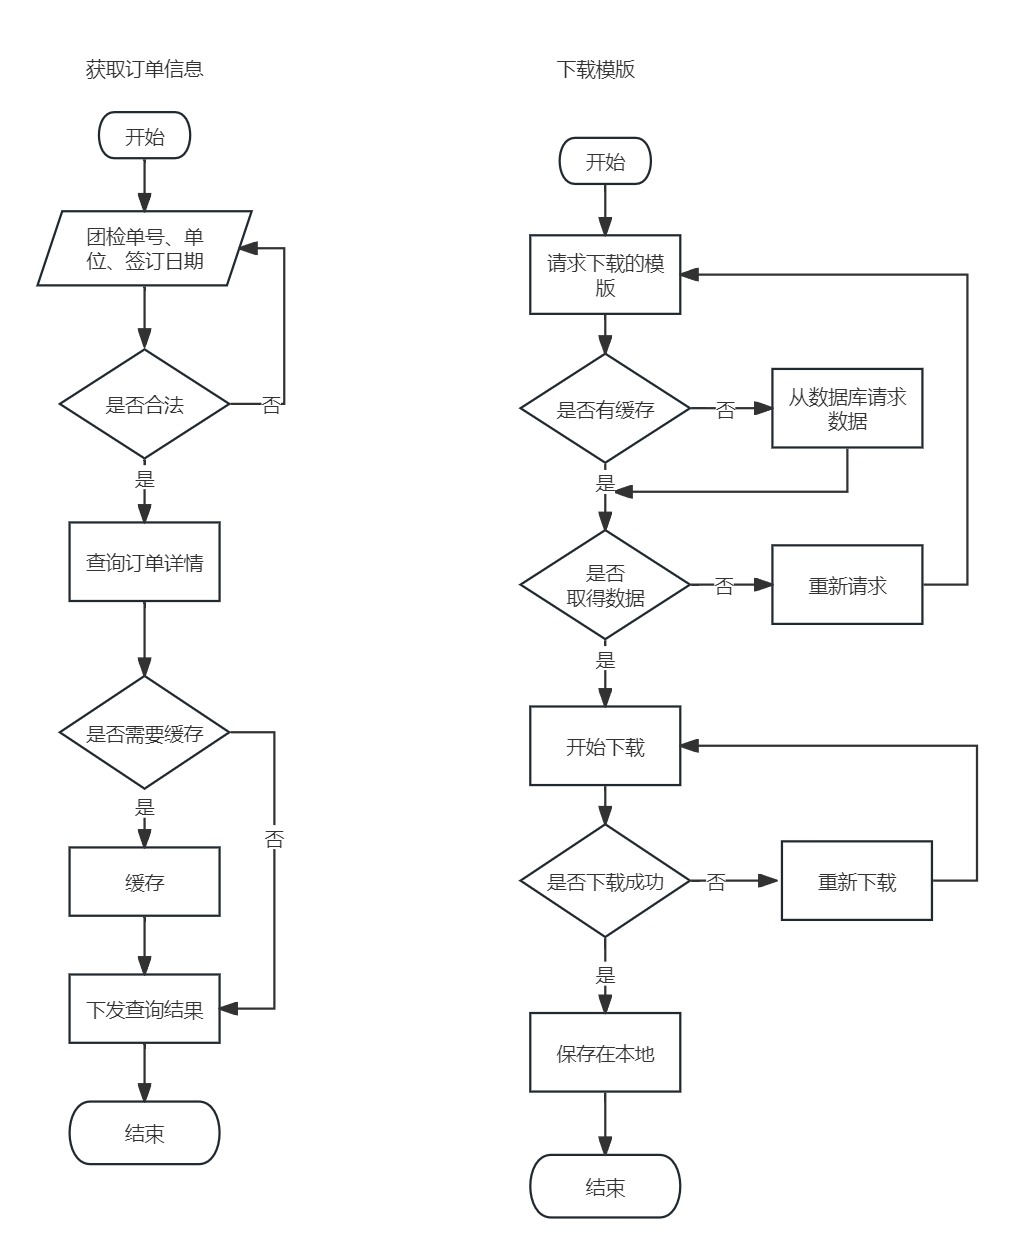 获取订单信息
开始
团检单号、单
位、签订日期
是否合法
否
是
查询订单详情
是否需要缓存
是
否
缓存
下发查询结果
结束
下载模版
开始
请求下载的模
版
是否有缓存
否
从数据库请求
数据
是
是否
取得数据
否
重新请求
是
开始下载
是否下载成功
否
重新下载
是
保存在本地
结束